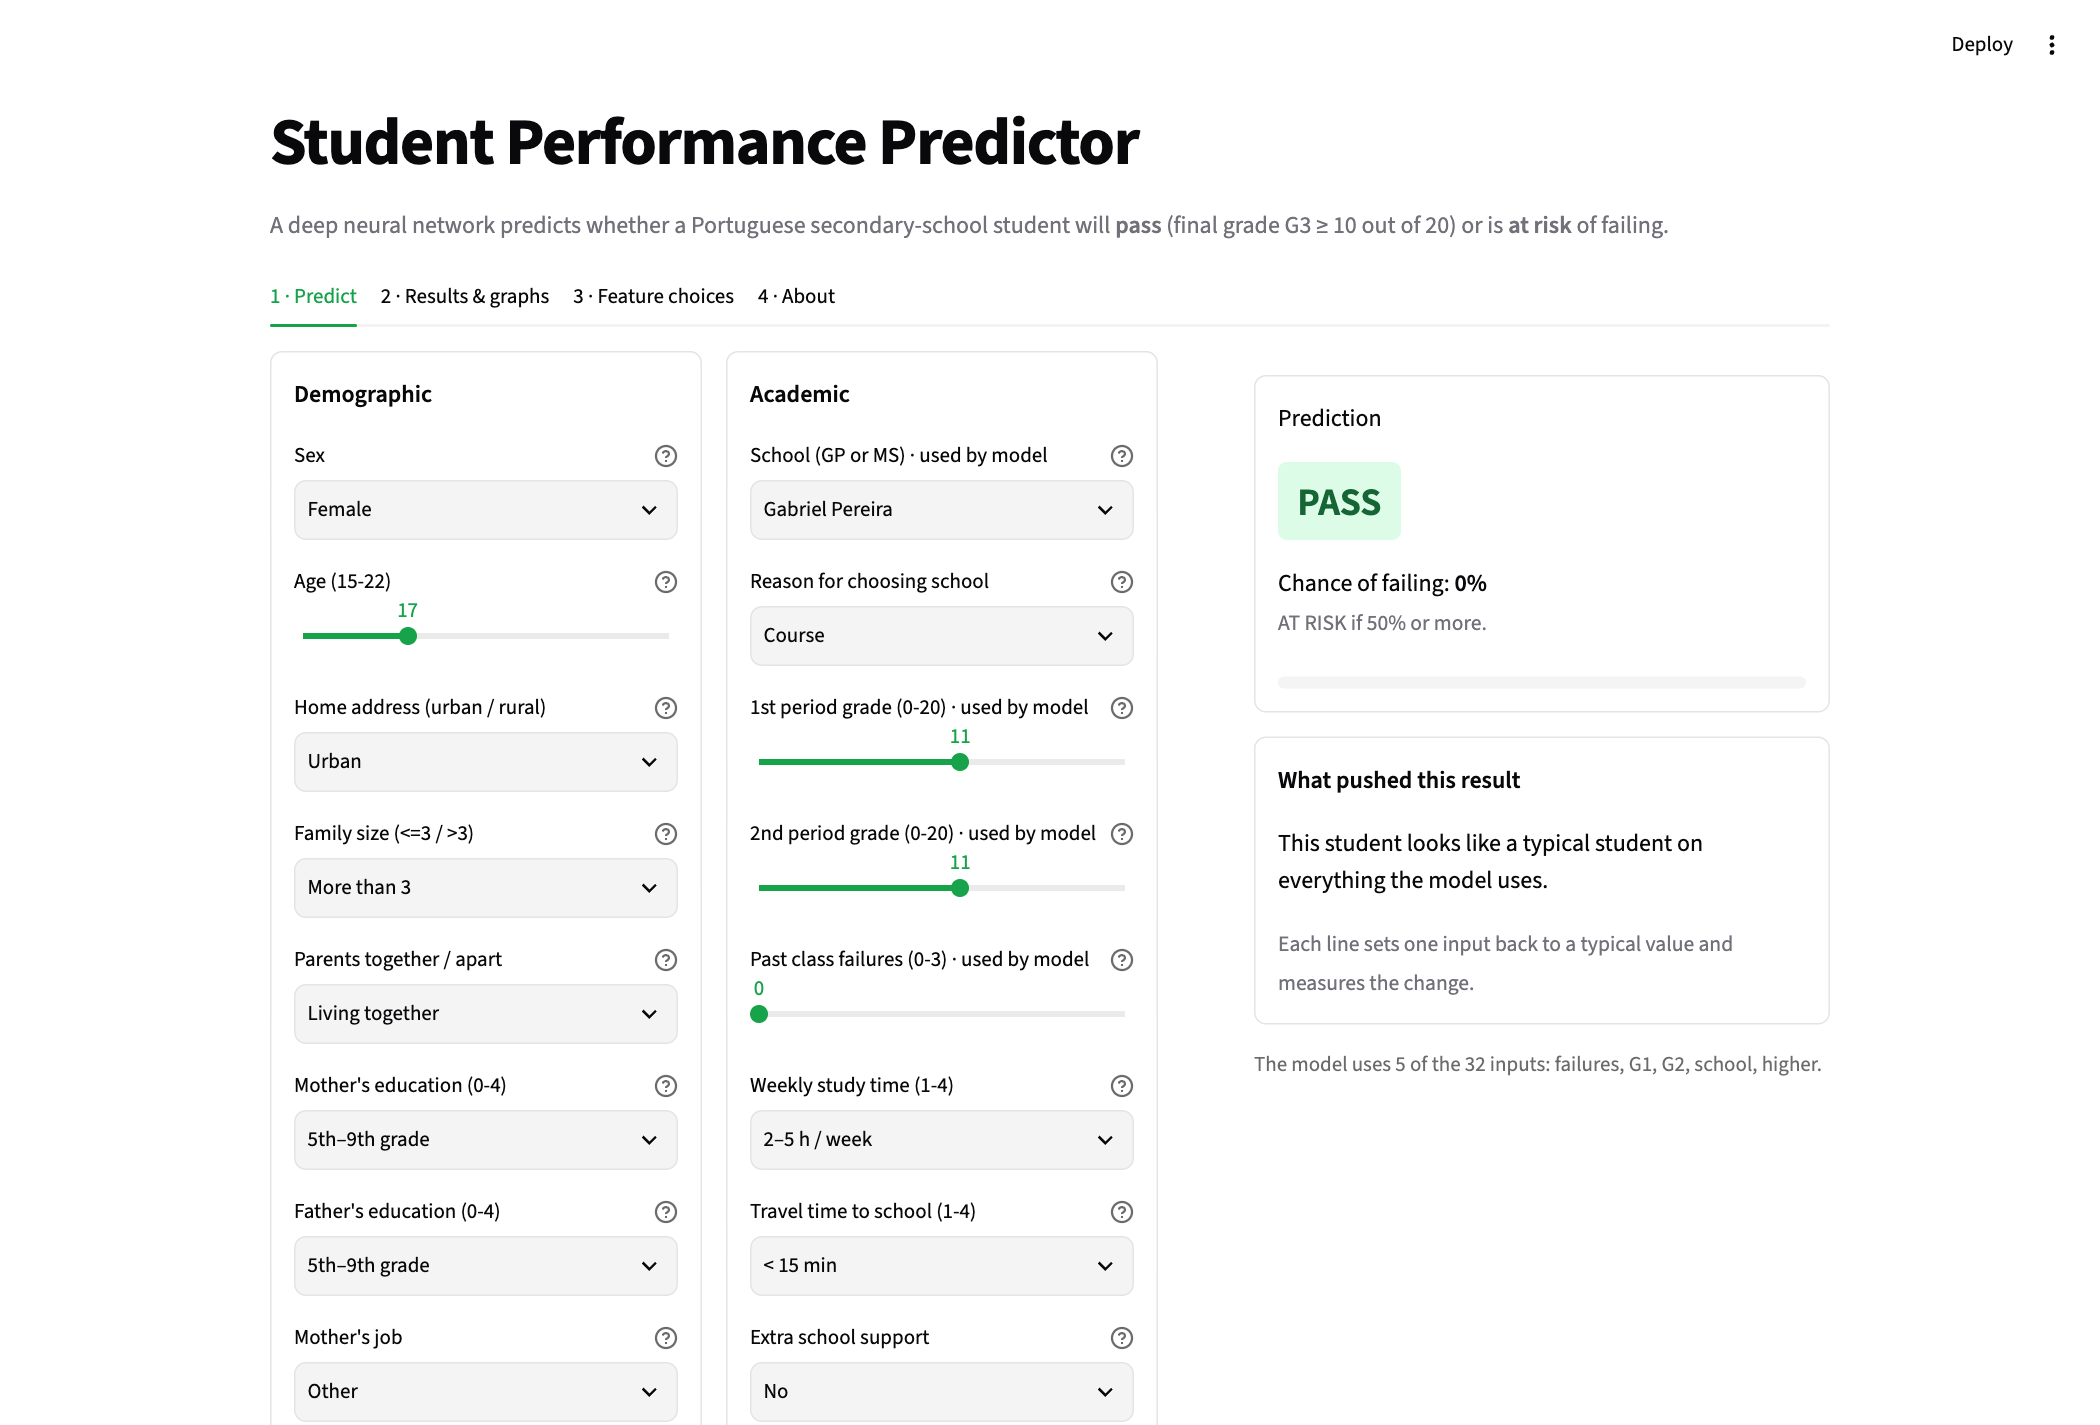 Deploy
Student Performance Predictor
A deep neural network predicts whether a Portuguese secondary-school student will pass (final grade G3 ≥ 10 out of 20) or is at risk of failing.
1 · Predict
2 · Results & graphs
3 · Feature choices
4 · About
Demographic
Sex
Female
Age (15-22)
17
Home address (urban / rural)
Urban
Family size (<=3 / >3)
More than 3
Parents together / apart
Living together
Mother's education (0-4)
5th–9th grade
Father's education (0-4)
5th–9th grade
Mother's job
Other
Academic
School (GP or MS) · used by model
Gabriel Pereira
Reason for choosing school
Course
1st period grade (0-20) · used by model
11
2nd period grade (0-20) · used by model
11
Past class failures (0-3) · used by model
0
Weekly study time (1-4)
2–5 h / week
Travel time to school (1-4)
< 15 min
Extra school support
No
Prediction
PASS
Chance of failing: 0%
AT RISK if 50% or more.
What pushed this result
This student looks like a typical student on
everything the model uses.
Each line sets one input back to a typical value and
measures the change.
The model uses 5 of the 32 inputs: failures, G1, G2, school, higher.